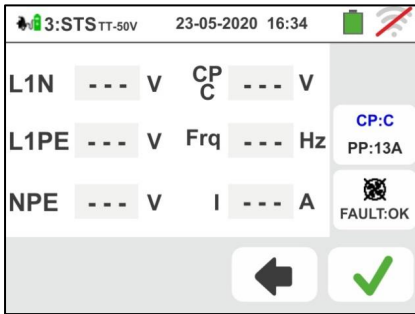 3:STS TT-50V 23-05-2020 16:34
L1N - - - V CP C - - - V
L1PE - - - V Frq - - - Hz
NPE - - - V I - - - A
CP:C
PP:13A
FAULT:OK